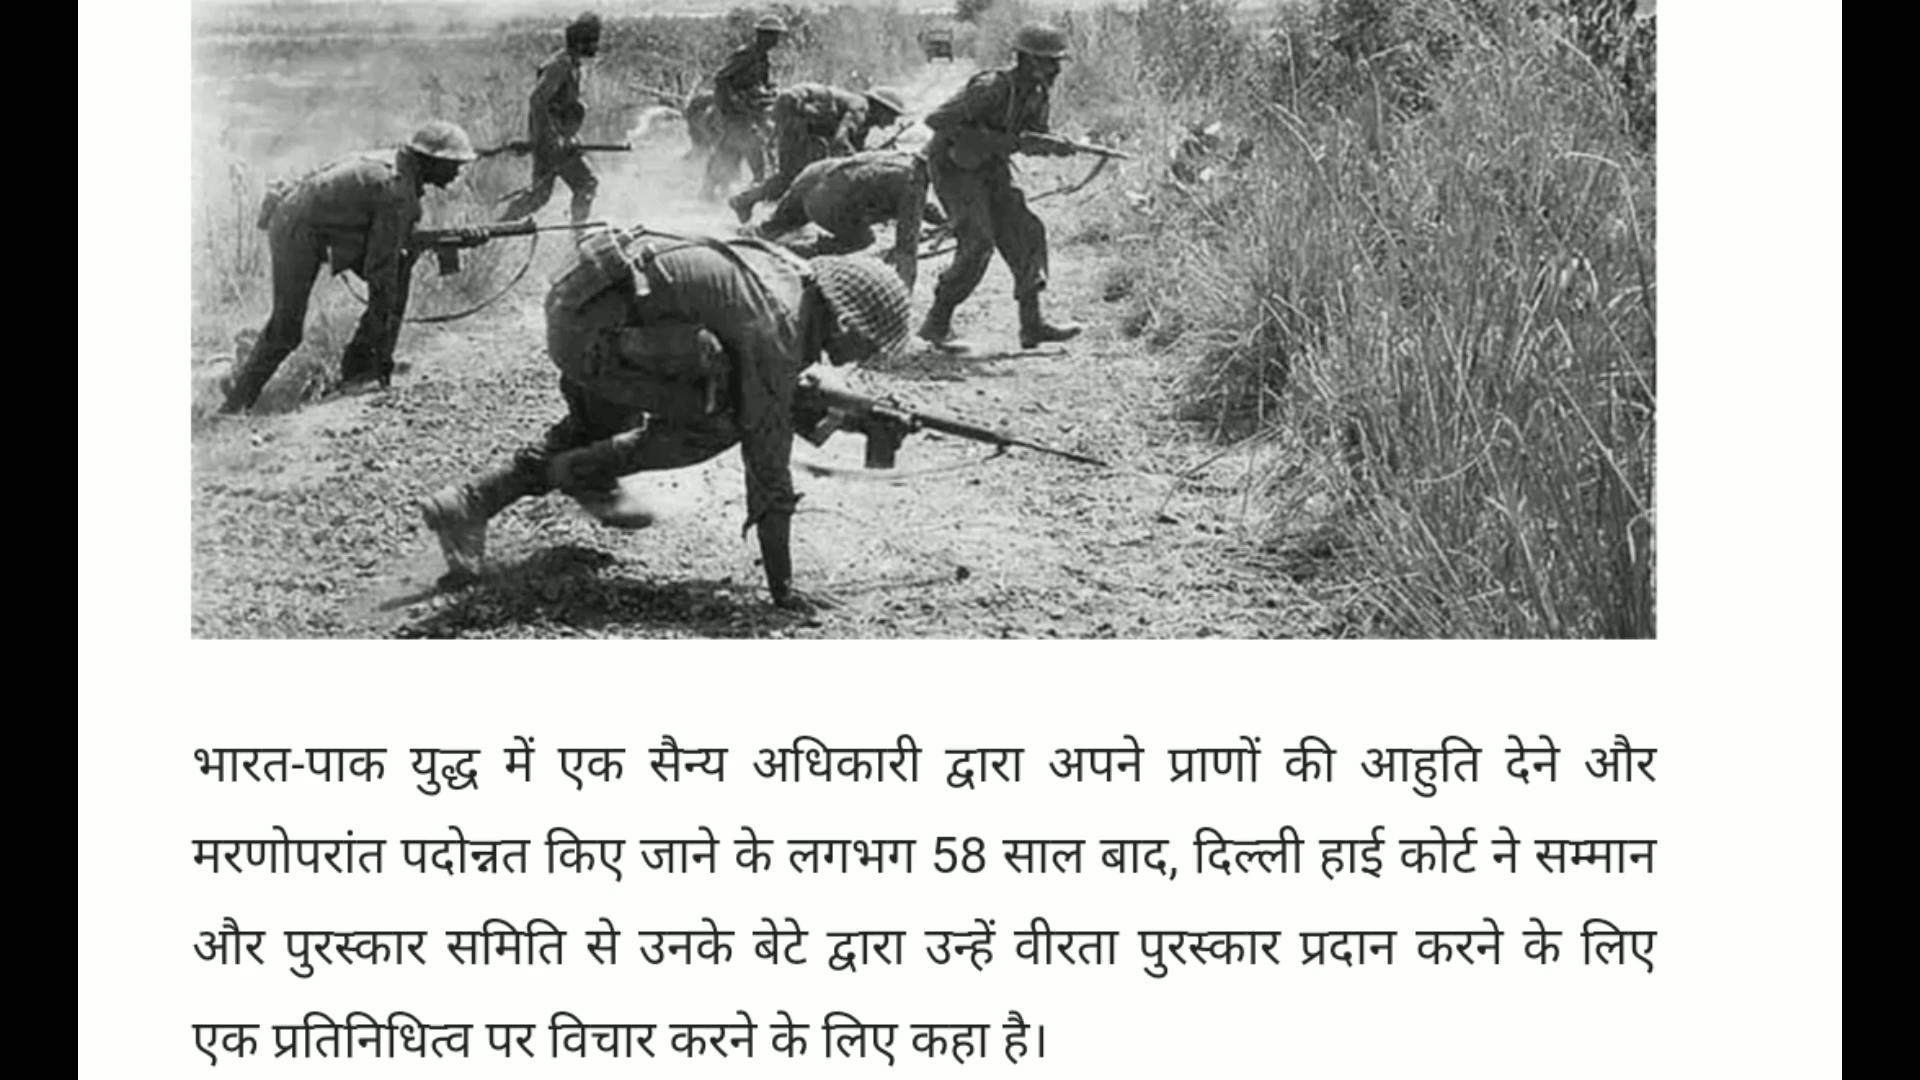 भारत-पाक युद्ध में एक सैन्य अधिकारी द्वारा अपने प्राणों की आहुति देने और
मरणोपरांत पदोन्नत किए जाने के लगभग 58 साल बाद, दिल्ली हाई कोर्ट ने सम्मान
और पुरस्कार समिति से उनके बेटे द्वारा उन्हें वीरता पुरस्कार प्रदान करने के लिए
एक प्रतिनिधित्व पर विचार करने के लिए कहा है।